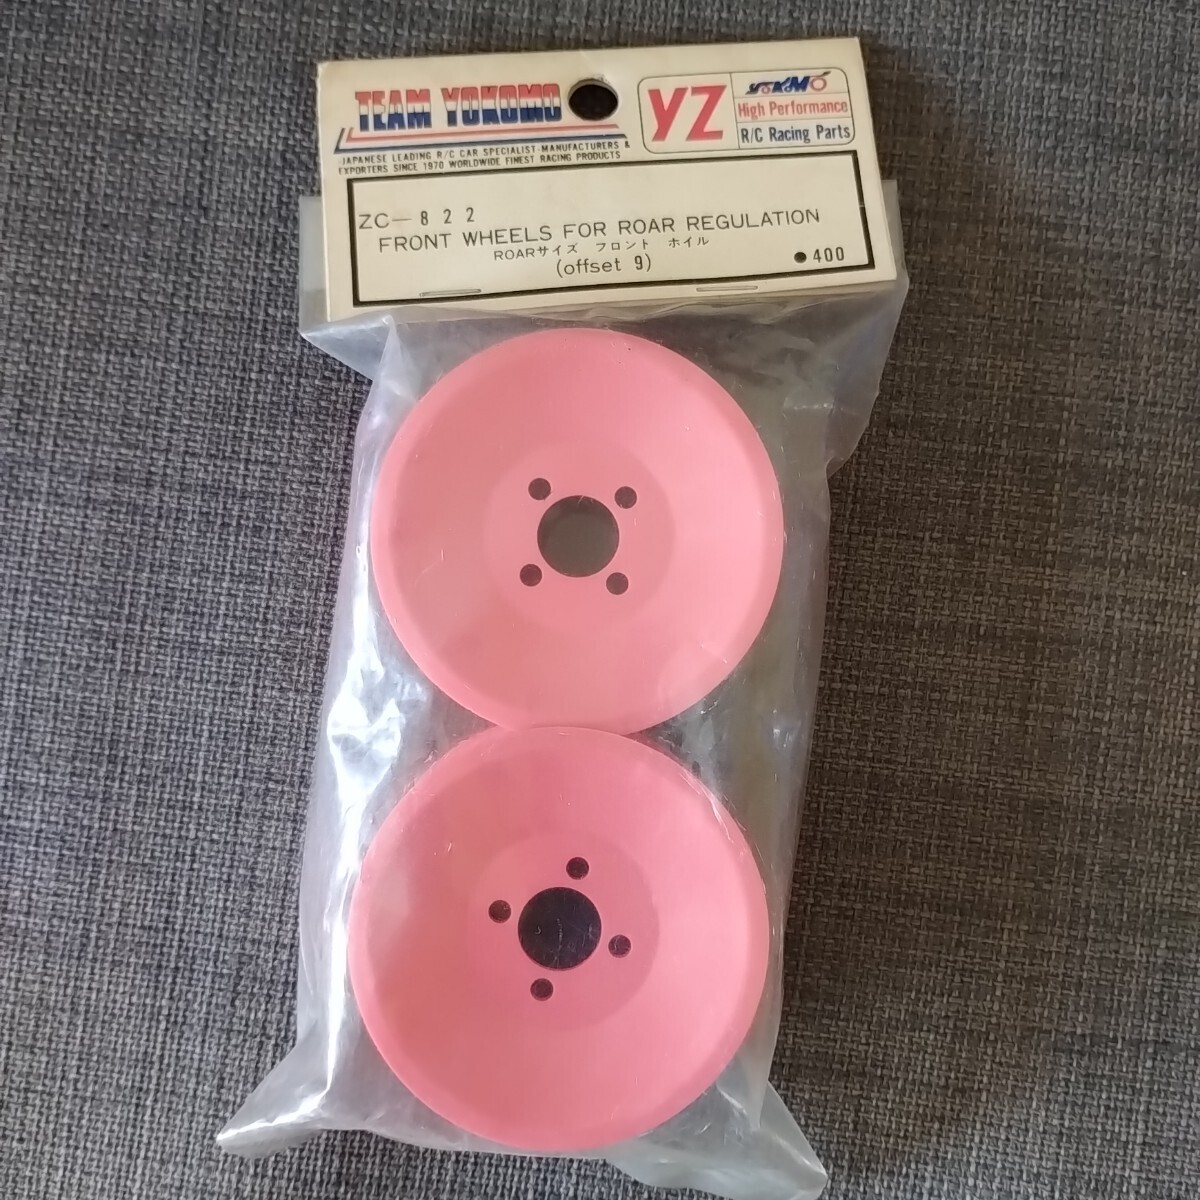 TEAM YOKOMO
JAPANESE LEADING R/C CAR SPECIALIST-MANUFACTURERS &
EXPORTERS SINCE 1970 WORLDWIDE FINEST RACING PRODUCTS
YZ
YOKOMO
High Performance
R/C Racing Parts
ZC-822
FRONT WHEELS FOR ROAR REGULATION
ROARサイズ フロント ホイル
(offset 9)
●400